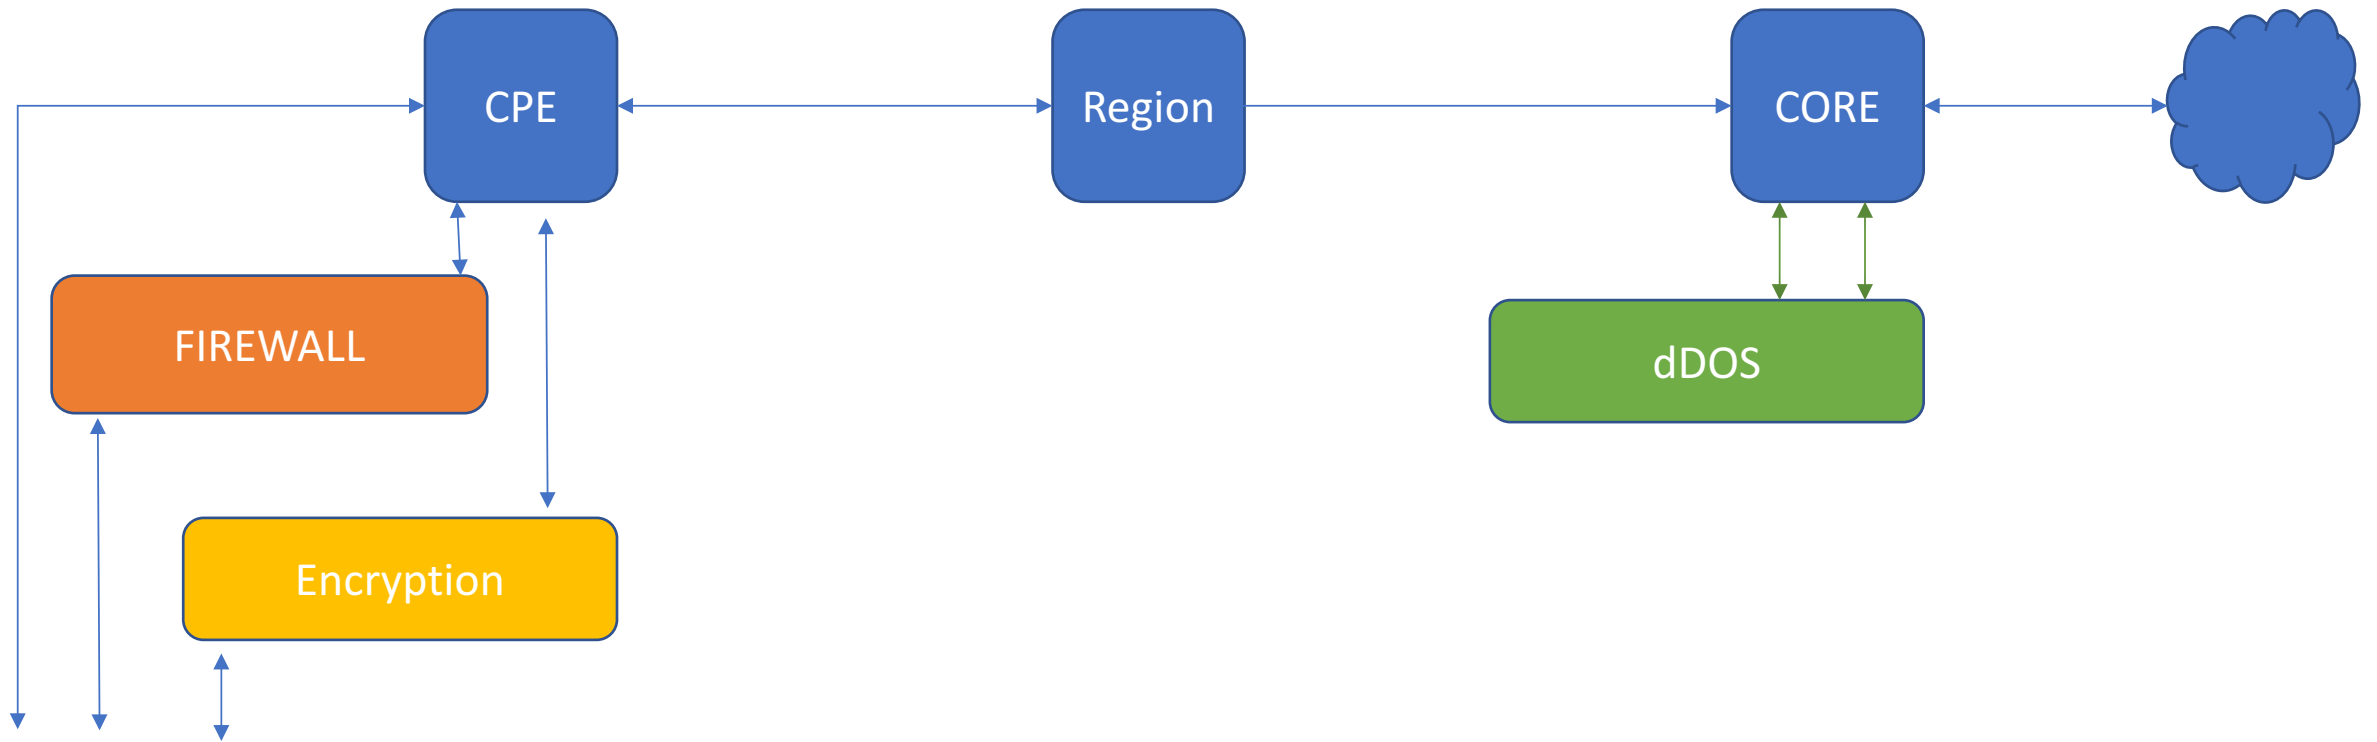 CPE
Region
CORE
FIREWALL
dDOS
Encryption